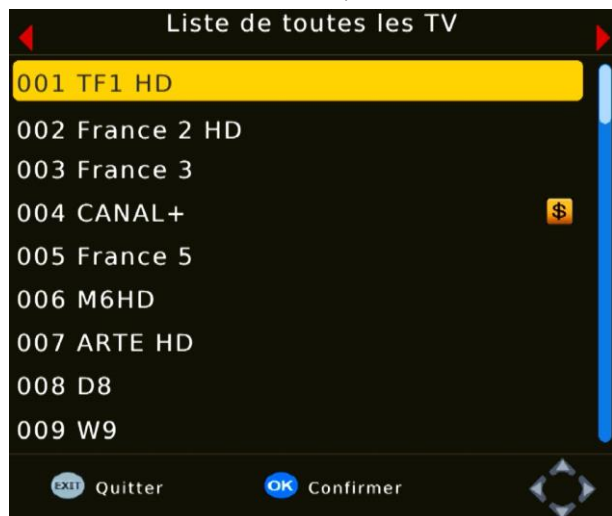 Liste de toutes les TV
001 TF1 HD
002 France 2 HD
003 France 3
004 CANAL+ $
005 France 5
006 M6HD
007 ARTE HD
008 D8
009 W9
EXIT Quitter OK Confirmer